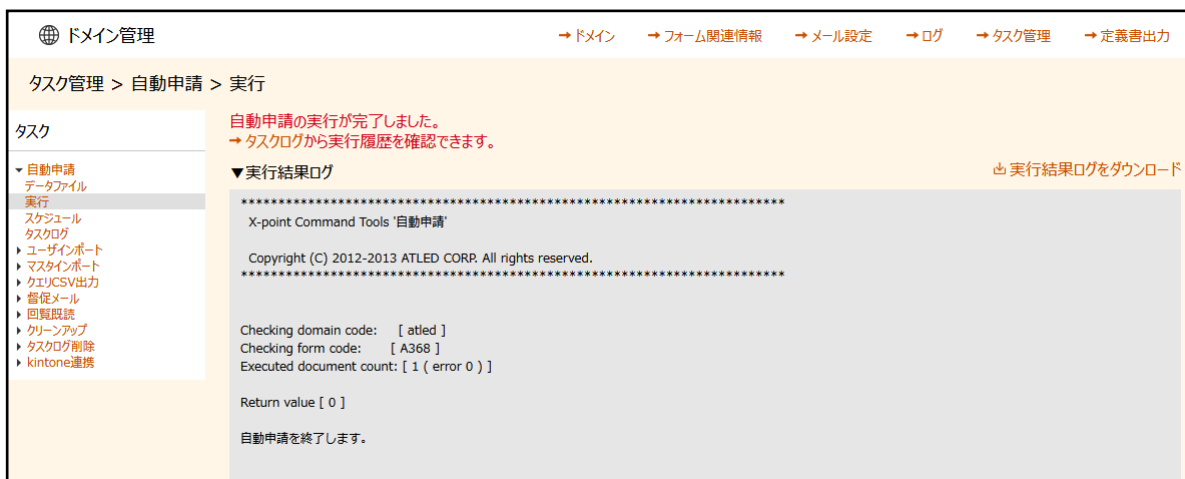 ドメイン管理
→ ドメイン → フォーム関連情報 → メール設定 → ログ → タスク管理 → 定義書出力
タスク管理 > 自動申請 > 実行
タスク
▼自動申請
データファイル
実行
スケジュール
タスクログ
▶ユーザインポート
▶マスタインポート
▶クエリCSV出力
▶督促メール
▶回覧既読
▶クリーンアップ
▶タスクログ削除
▶kintone連携
自動申請の実行が完了しました。
→ タスクログから実行履歴を確認できます。
▼実行結果ログ
実行結果ログをダウンロード
*************************************************************************
X-point Command Tools '自動申請'
Copyright (C) 2012-2013 ATLED CORP. All rights reserved.
*************************************************************************
Checking domain code: [ atled ]
Checking form code: [ A368 ]
Executed document count: [ 1 ( error 0 ) ]
Return value [ 0 ]
自動申請を終了します。